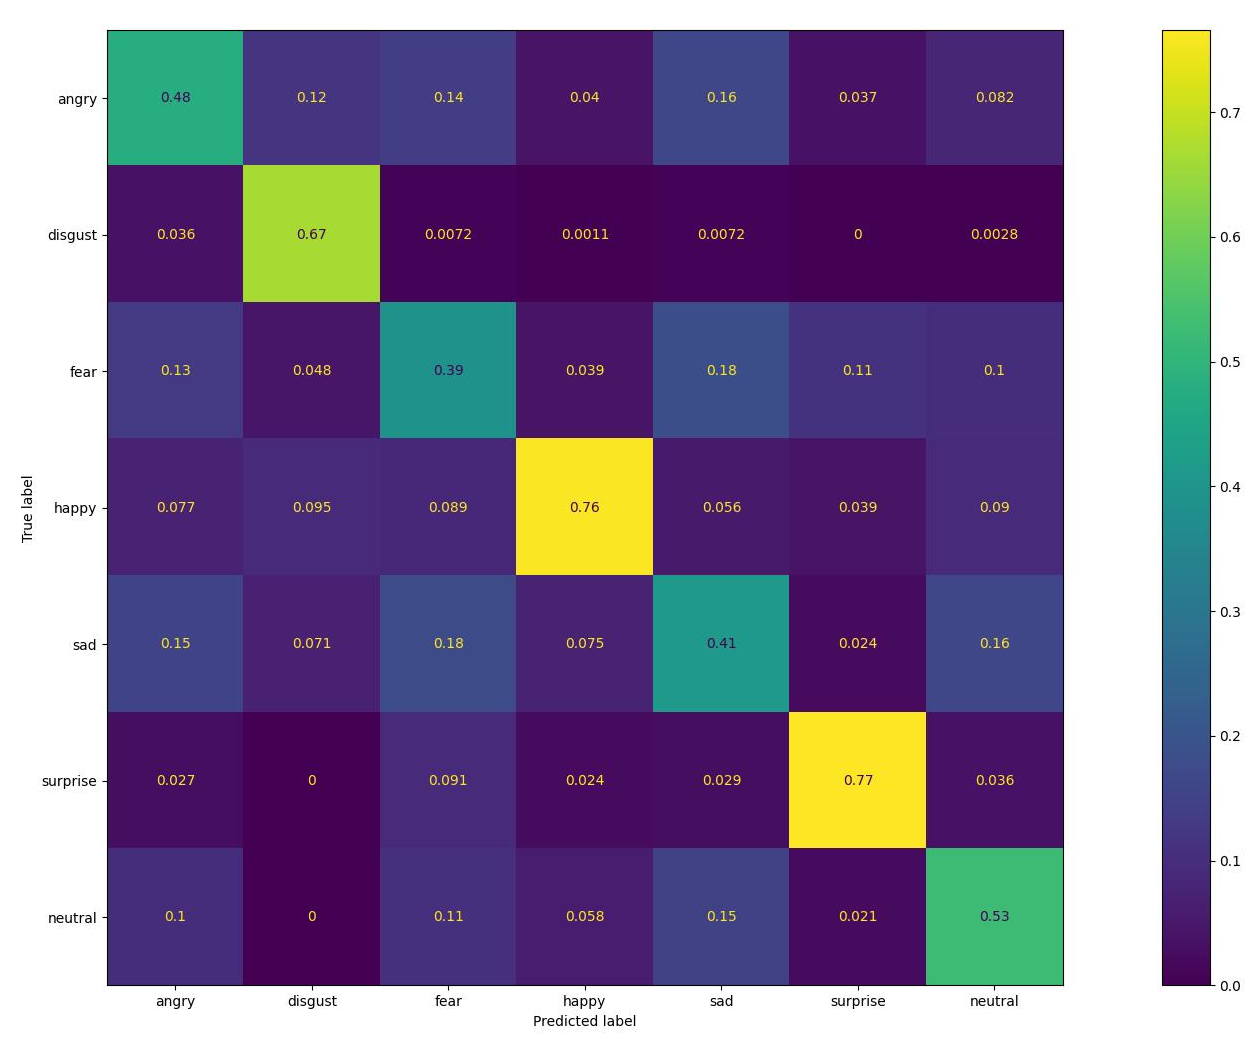 angry 0.48 0.12 0.14 0.04 0.16 0.037 0.082
disgust 0.036 0.67 0.0072 0.0011 0.0072 0 0.0028
fear 0.13 0.048 0.39 0.039 0.18 0.11 0.1
happy 0.077 0.095 0.089 0.76 0.056 0.039 0.09
sad 0.15 0.071 0.18 0.075 0.41 0.024 0.16
surprise 0.027 0 0.091 0.024 0.029 0.77 0.036
neutral 0.1 0 0.11 0.058 0.15 0.021 0.53
angry disgust fear happy sad surprise neutral
Predicted label
True label
0.7
0.6
0.5
0.4
0.3
0.2
0.1
0.0